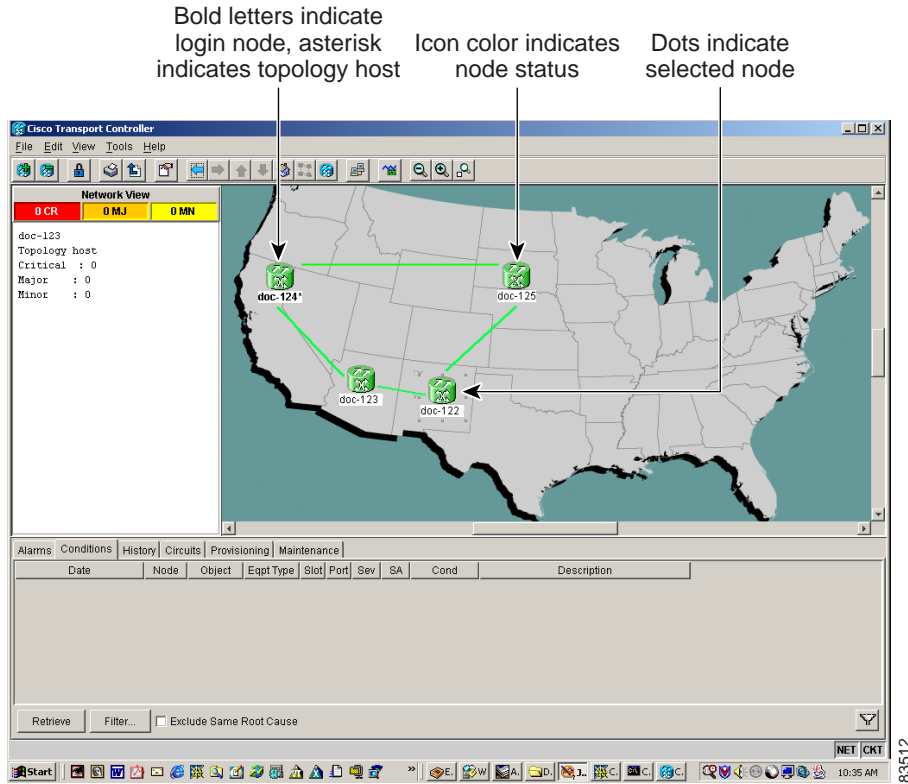 Bold letters indicate
login node, asterisk
indicates topology host
Icon color indicates
node status
Dots indicate
selected node
Cisco Transport Controller
File Edit View Tools Help
Network View
0 CR 0 MJ 0 MN
doc-123
Topology host
Critical : 0
Major : 0
Minor : 0
doc-124*
doc-125
doc-123
doc-122
Alarms Conditions History Circuits Provisioning Maintenance
Date Node Object Eqpt Type Slot Port Sev SA Cond Description
Retrieve Filter... Exclude Same Root Cause
NET CKT
Start » E. W A. D. J.. C. C. C. 10:35 AM